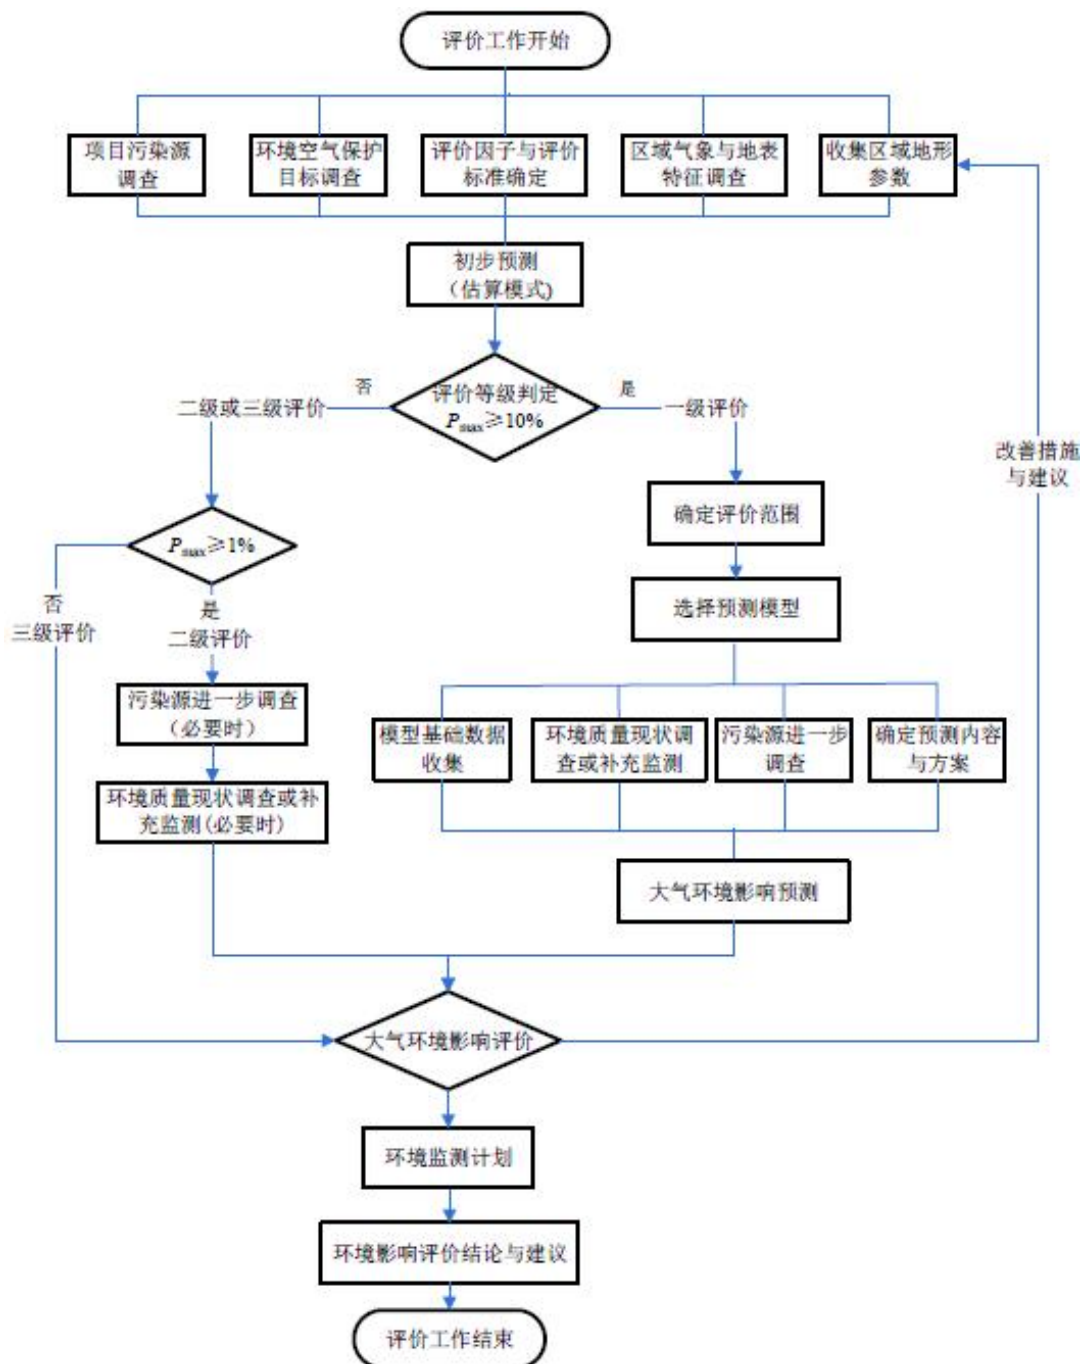 评价工作开始
项目污染源
调查
环境空气保护
目标调查
评价因子与评价
标准确定
区域气象与地表
特征调查
收集区域地形
参数
初步预测
（估算模式)
评价等级判定
Pmax≥10%
否
二级或三级评价
是
一级评价
改善措施
与建议
确定评价范围
Pmax≥1%
否
三级评价
是
二级评价
选择预测模型
污染源进一步调查
（必要时）
模型基础数据
收集
环境质量现状调
查或补充监测
污染源进一步
调查
确定预测内容
与方案
环境质量现状调查或补
充监测(必要时)
大气环境影响预测
大气环境影响评价
环境监测计划
环境影响评价结论与建议
评价工作结束